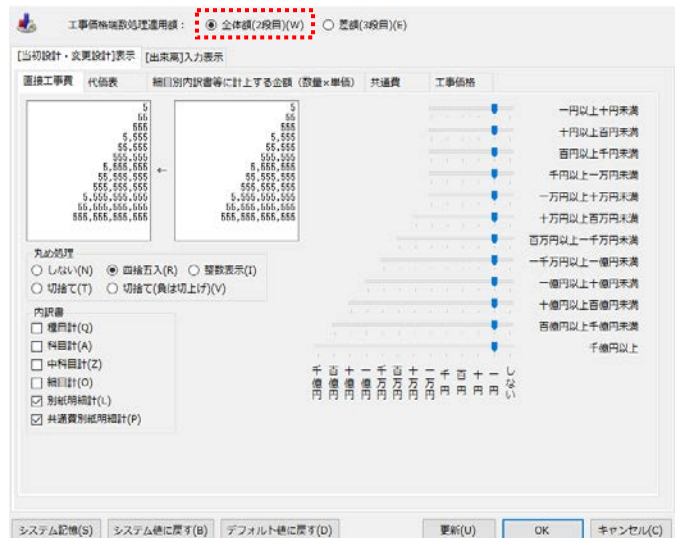 工事価格端数処理適用額： 全体額(2段目)(W) 差額(3段目)(E)
[当初設計・変更設計]表示 [出来高]入力表示
直接工事費 代価表 細目別内訳書等に計上する金額（数量×単価） 共通費 工事価格
5
55
555
5,555
55,555
555,555
5,555,555
55,555,555
555,555,555
5,555,555,555
55,555,555,555
555,555,555,555
←
5
55
555
5,555
55,555
555,555
5,555,555
55,555,555
555,555,555
5,555,555,555
55,555,555,555
555,555,555,555
一円以上十円未満
十円以上百円未満
百円以上千円未満
千円以上一万円未満
一万円以上十万円未満
十万円以上百万円未満
百万円以上一千万円未満
一千万円以上一億円未満
一億円以上十億円未満
十億円以上百億円未満
百億円以上千億円未満
千億円以上
千億円 百億円 十億円 一億円 千万円 百万円 十万円 一万円 千円 百円 十円 一円 しない
丸め処理
しない(N) 四捨五入(R) 整数表示(I)
切捨て(T) 切捨て(負は切上げ)(V)
内訳書
種目計(Q)
科目計(A)
中科目計(Z)
細目計(O)
別紙明細計(L)
共通費別紙明細計(P)
システム記憶(S) システム値に戻す(B) デフォルト値に戻す(D) 更新(U) OK キャンセル(C)